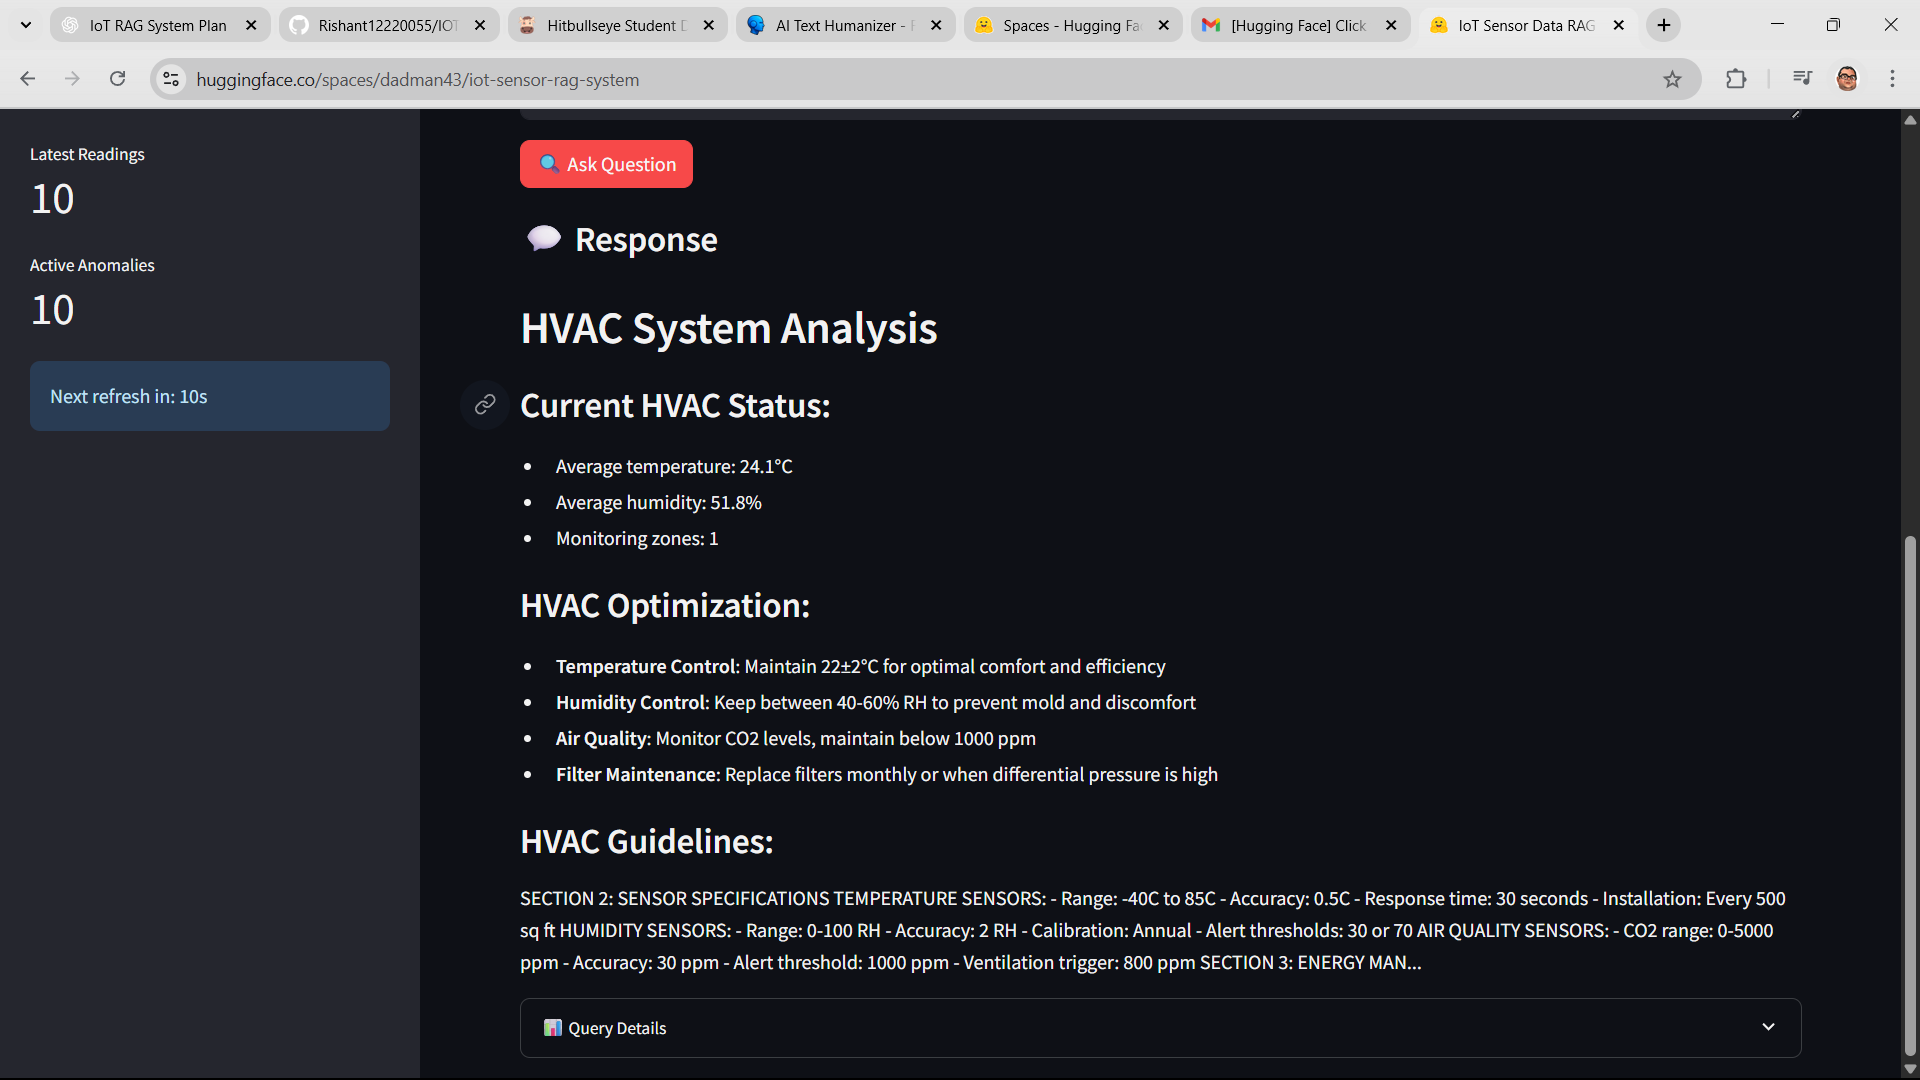 IoT RAG System Plan
Rishant12220055/IOT
Hitbullseye Student D
AI Text Humanizer - F
Spaces - Hugging Fac
[Hugging Face] Click
IoT Sensor Data RAG
huggingface.co/spaces/dadman43/iot-sensor-rag-system
Latest Readings
10
Active Anomalies
10
Next refresh in: 10s
Ask Question
Response
HVAC System Analysis
Current HVAC Status:
• Average temperature: 24.1°C
• Average humidity: 51.8%
• Monitoring zones: 1
HVAC Optimization:
• Temperature Control: Maintain 22±2°C for optimal comfort and efficiency
• Humidity Control: Keep between 40-60% RH to prevent mold and discomfort
• Air Quality: Monitor CO2 levels, maintain below 1000 ppm
• Filter Maintenance: Replace filters monthly or when differential pressure is high
HVAC Guidelines:
SECTION 2: SENSOR SPECIFICATIONS TEMPERATURE SENSORS: - Range: -40C to 85C - Accuracy: 0.5C - Response time: 30 seconds - Installation: Every 500
sq ft HUMIDITY SENSORS: - Range: 0-100 RH - Accuracy: 2 RH - Calibration: Annual - Alert thresholds: 30 or 70 AIR QUALITY SENSORS: - CO2 range: 0-5000
ppm - Accuracy: 30 ppm - Alert threshold: 1000 ppm - Ventilation trigger: 800 ppm SECTION 3: ENERGY MAN...
Query Details